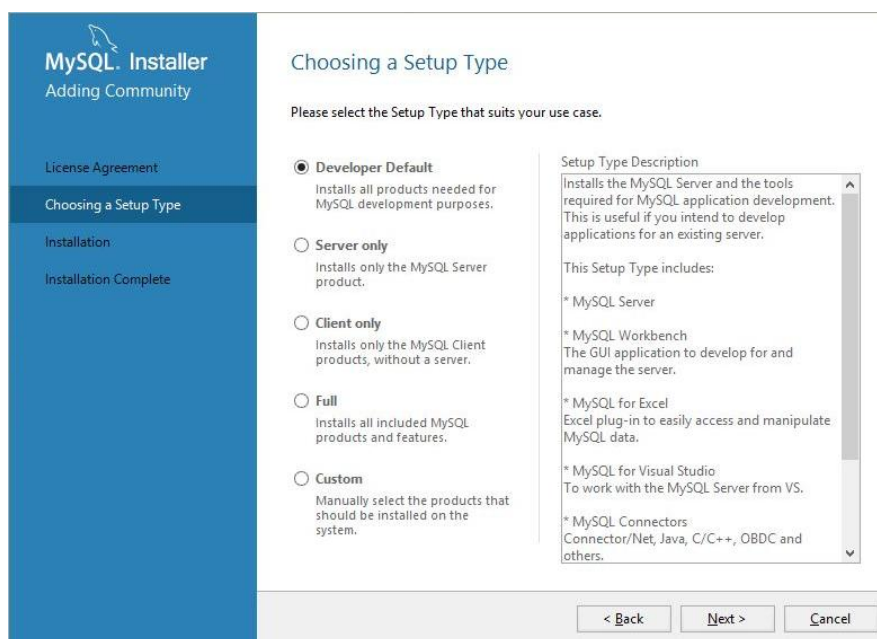 MySQL. Installer
Adding Community
License Agreement
Choosing a Setup Type
Installation
Installation Complete
Choosing a Setup Type
Please select the Setup Type that suits your use case.
Developer Default
Installs all products needed for
MySQL development purposes.
Server only
Installs only the MySQL Server
product.
Client only
Installs only the MySQL Client
products, without a server.
Full
Installs all included MySQL
products and features.
Custom
Manually select the products that
should be installed on the
system.
Setup Type Description
Installs the MySQL Server and the tools
required for MySQL application development.
This is useful if you intend to develop
applications for an existing server.
This Setup Type includes:
* MySQL Server
* MySQL Workbench
The GUI application to develop for and
manage the server.
* MySQL for Excel
Excel plug-in to easily access and manipulate
MySQL data.
* MySQL for Visual Studio
To work with the MySQL Server from VS.
* MySQL Connectors
Connector/Net, Java, C/C++, OBDC and
others.
< Back
Next >
Cancel